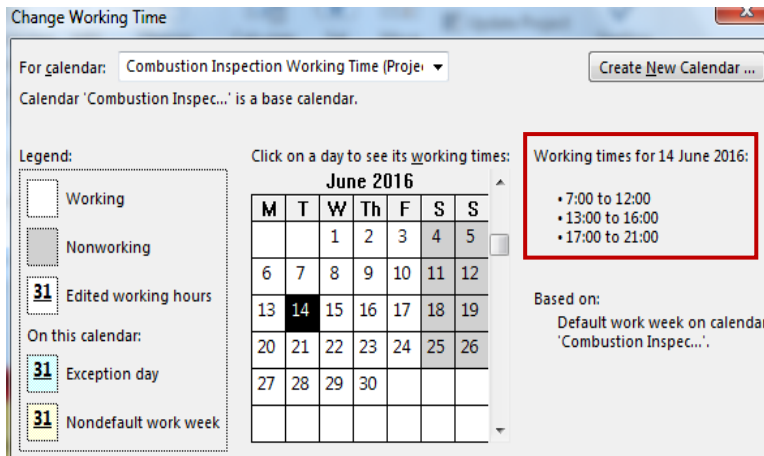 Change Working Time
For calendar: Combustion Inspection Working Time (Proje
Create New Calendar ...
Calendar 'Combustion Inspec...' is a base calendar.
Legend:
Working
Nonworking
31 Edited working hours
On this calendar:
31 Exception day
31 Nondefault work week
Click on a day to see its working times:
June 2016
M T W Th F S S
1 2 3 4 5
6 7 8 9 10 11 12
13 14 15 16 17 18 19
20 21 22 23 24 25 26
27 28 29 30
Working times for 14 June 2016:
• 7:00 to 12:00
• 13:00 to 16:00
• 17:00 to 21:00
Based on:
Default work week on calendar
'Combustion Inspec...'.